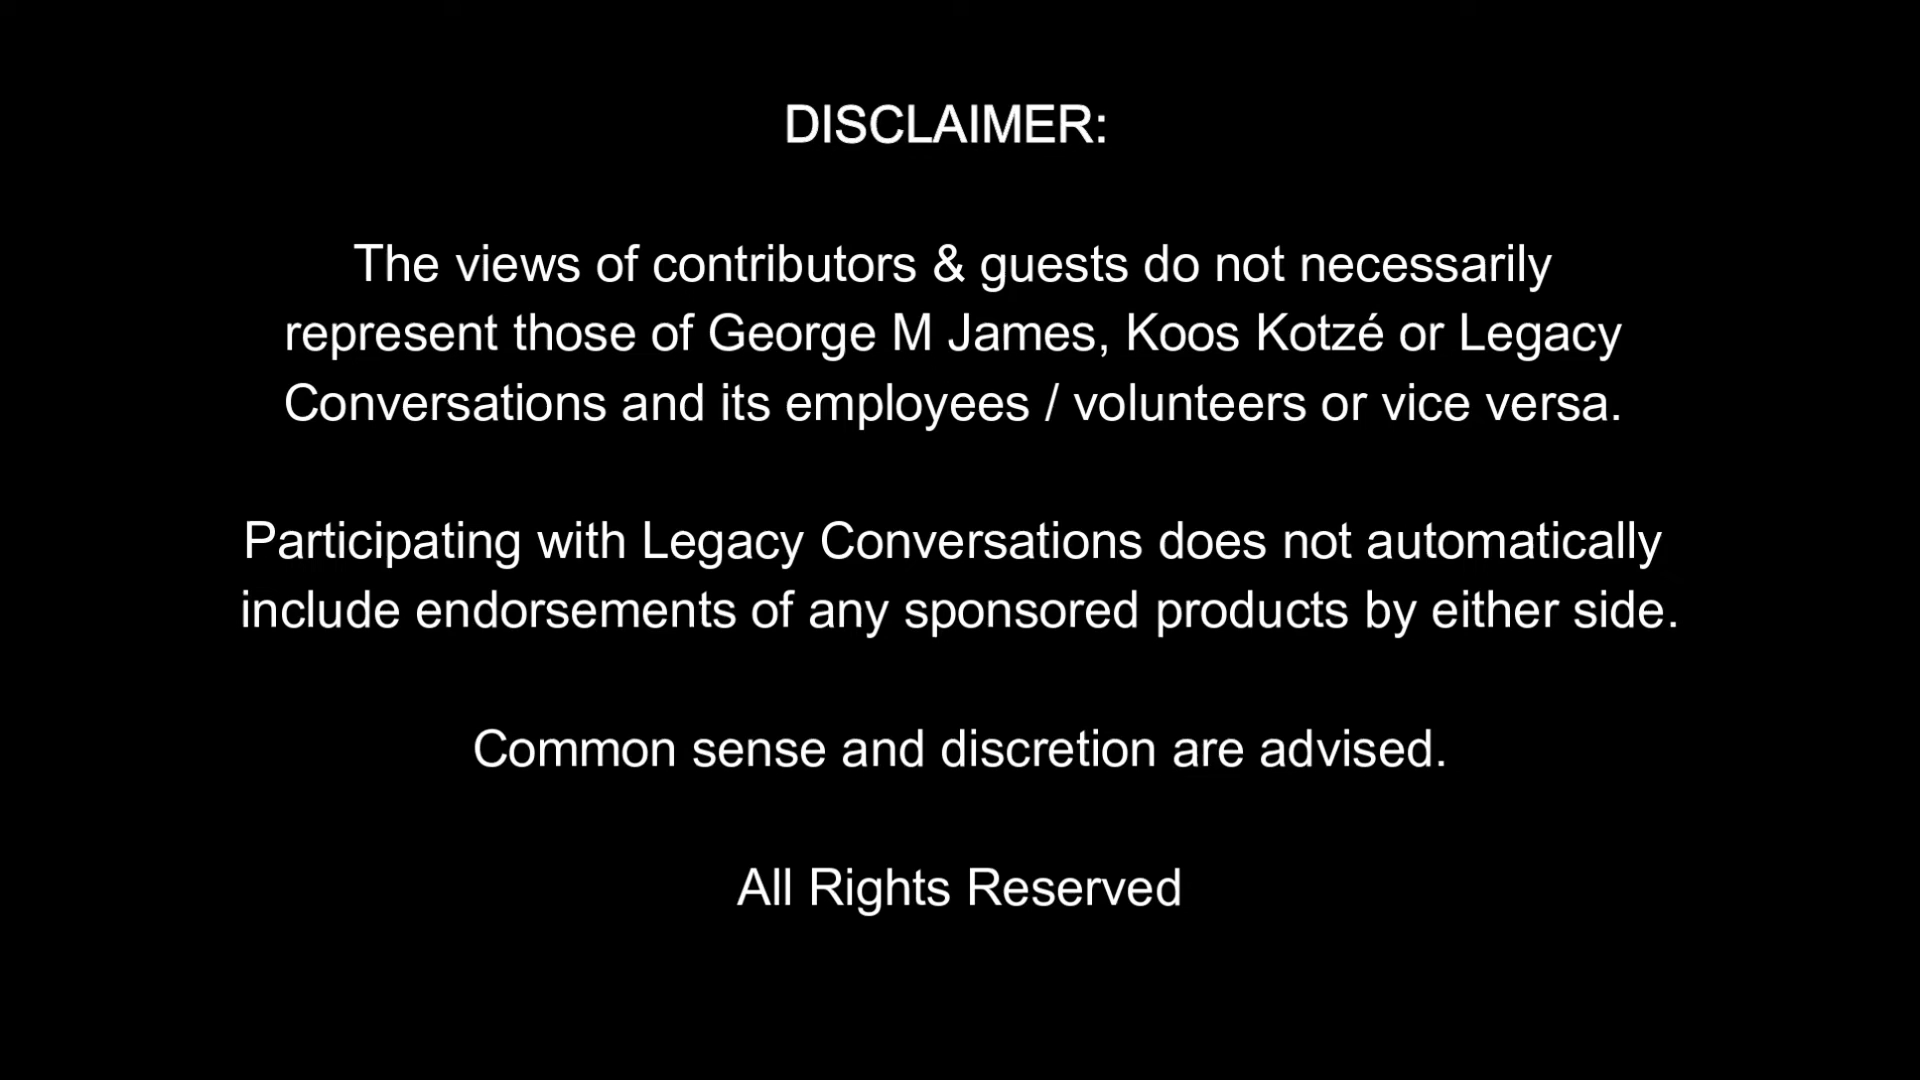 DISCLAIMER:
The views of contributors & guests do not necessarily
represent those of George M James, Koos Kotzé or Legacy
Conversations and its employees / volunteers or vice versa.
Participating with Legacy Conversations does not automatically
include endorsements of any sponsored products by either side.
Common sense and discretion are advised.
All Rights Reserved